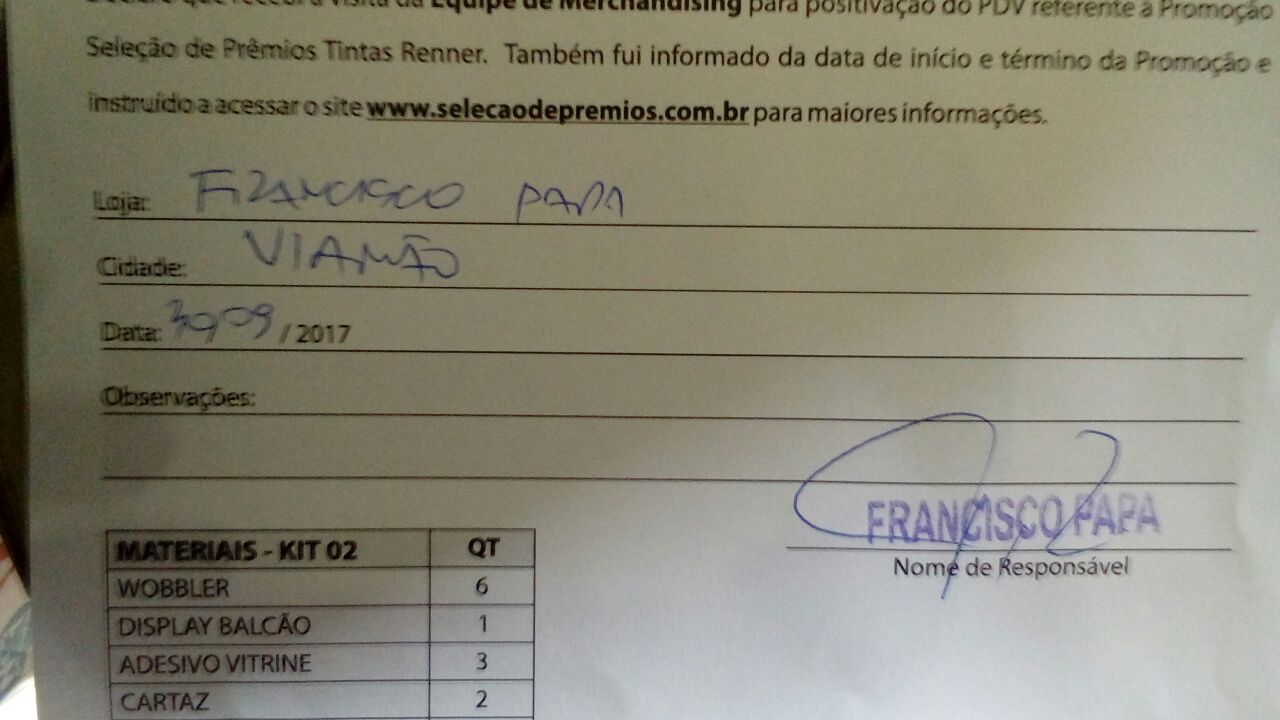 Declaro que recebi a visita da Equipe de Merchandising para positivação do PDV referente à Promoção
Seleção de Prêmios Tintas Renner. Também fui informado da data de início e término da Promoção e
instruído a acessar o site www.selecaodepremios.com.br para maiores informações.
Loja: FRANCISCO PAPA
Cidade: VIAMÃO
Data: 30/09 / 2017
Observações:
FRANCISCO PAPA
Nome de Responsável
MATERIAIS - KIT 02 QT
WOBBLER 6
DISPLAY BALCÃO 1
ADESIVO VITRINE 3
CARTAZ 2